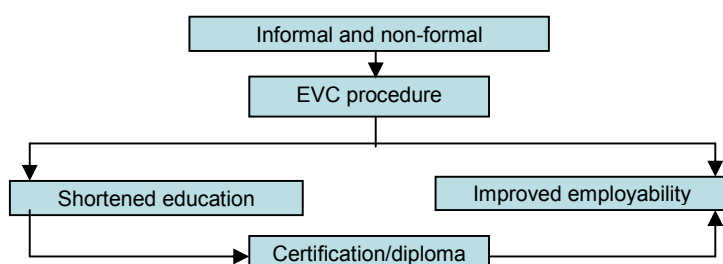 Informal and non-formal
EVC procedure
Shortened education
Improved employability
Certification/diploma